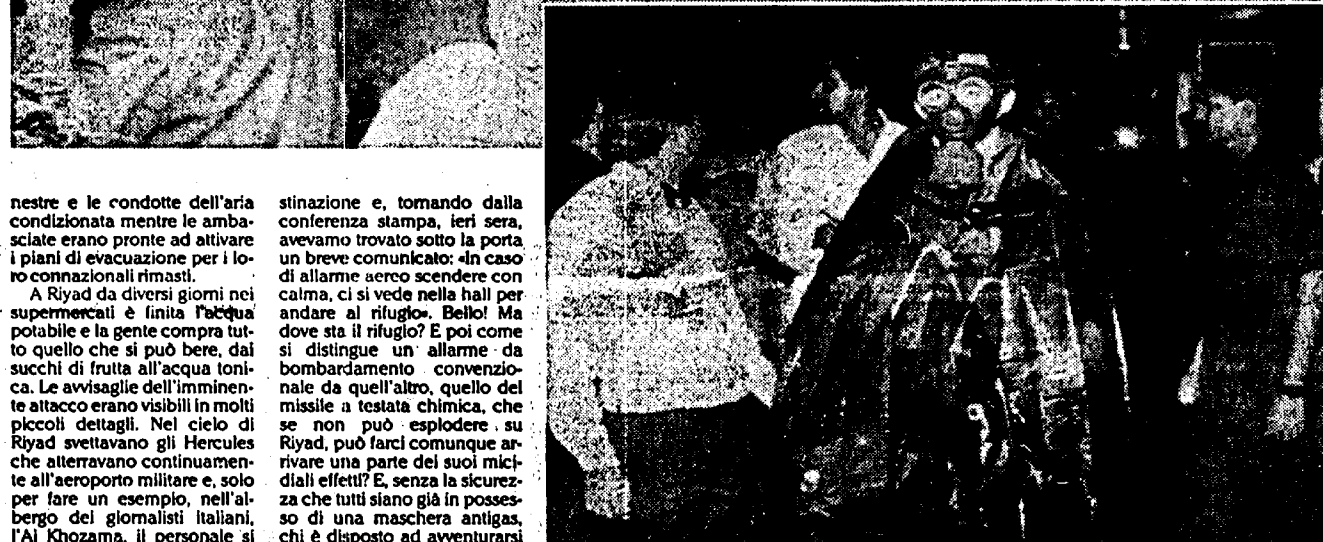 nestre e le condotte dell'aria
condizionata mentre le amba-
sciate erano pronte ad attivare
i piani di evacuazione per i lo-
ro connazionali rimasti.
A Riyad da diversi giorni nei
supermercati è finita l'acqua
potabile e la gente compra tut-
to quello che si può bere, dai
succhi di frutta all'acqua toni-
ca. Le avvisaglie dell'imminen-
te attacco erano visibili in molti
piccoli dettagli. Nel cielo di
Riyad svettavano gli Hercules
che atterravano continuamen-
te all'aeroporto militare e, solo
per fare un esempio, nell'al-
bergo dei giornalisti italiani,
l'Al Khozama, il personale si
stinazione e, tornando dalla
conferenza stampa, ieri sera,
avevamo trovato sotto la porta
un breve comunicato: «In caso
di allarme aereo scendere con
calma, ci si vede nella hall per
andare al rifugio». Bello! Ma
dove sta il rifugio? E poi come
si distingue un allarme da
bombardamento convenzio-
nale da quell'altro, quello del
missile a testata chimica, che
se non può esplodere su
Riyad, può farci comunque ar-
rivare una parte dei suoi mici-
diali effetti? E, senza la sicurez-
za che tutti siano già in posses-
so di una maschera antigas,
chi è disposto ad avventurarsi